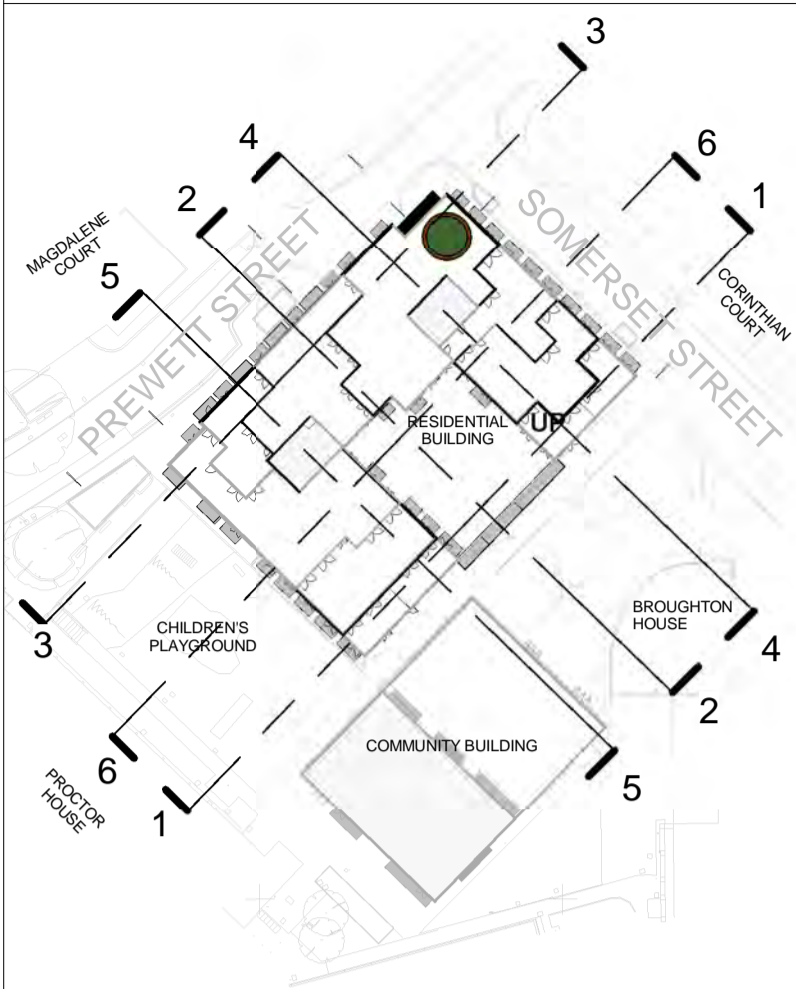 3
4
6
2
1
MAGDALENE
COURT
5
SOMERSET STREET
CORINTHIAN
COURT
PREWETT STREET
RESIDENTIAL
BUILDING
UP
BROUGHTON
HOUSE
3
CHILDREN'S
PLAYGROUND
4
2
6
COMMUNITY BUILDING
5
PROCTOR
HOUSE
1